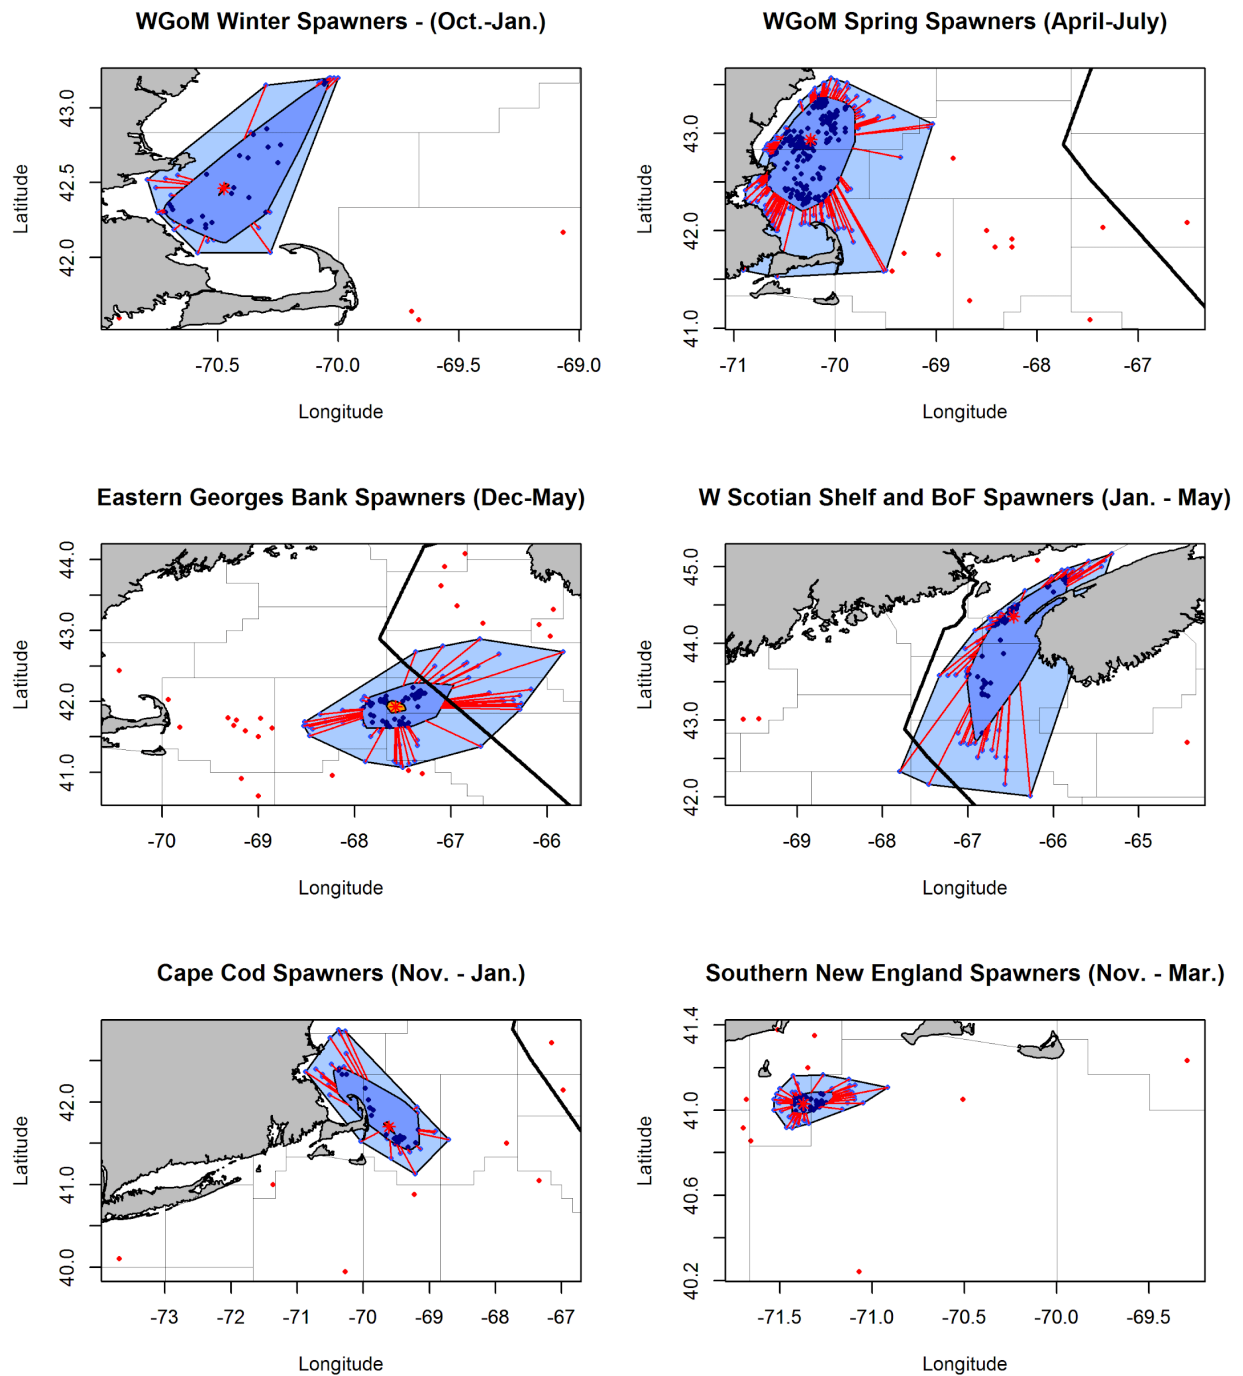 WGoM Winter Spawners - (Oct.-Jan.)
WGoM Spring Spawners (April-July)
Latitude
43.0
42.5
42.0
-70.5
-70.0
-69.5
-69.0
Longitude
Latitude
43.0
42.0
41.0
-71
-70
-69
-68
-67
Longitude
Eastern Georges Bank Spawners (Dec-May)
W Scotian Shelf and BoF Spawners (Jan. - May)
Latitude
44.0
43.0
42.0
41.0
-70
-69
-68
-67
-66
Longitude
Latitude
45.0
44.0
43.0
42.0
-69
-68
-67
-66
-65
Longitude
Cape Cod Spawners (Nov. - Jan.)
Southern New England Spawners (Nov. - Mar.)
Latitude
42.0
41.0
40.0
-73
-72
-71
-70
-69
-68
-67
Longitude
Latitude
41.4
41.0
40.6
40.2
-71.5
-71.0
-70.5
-70.0
-69.5
Longitude